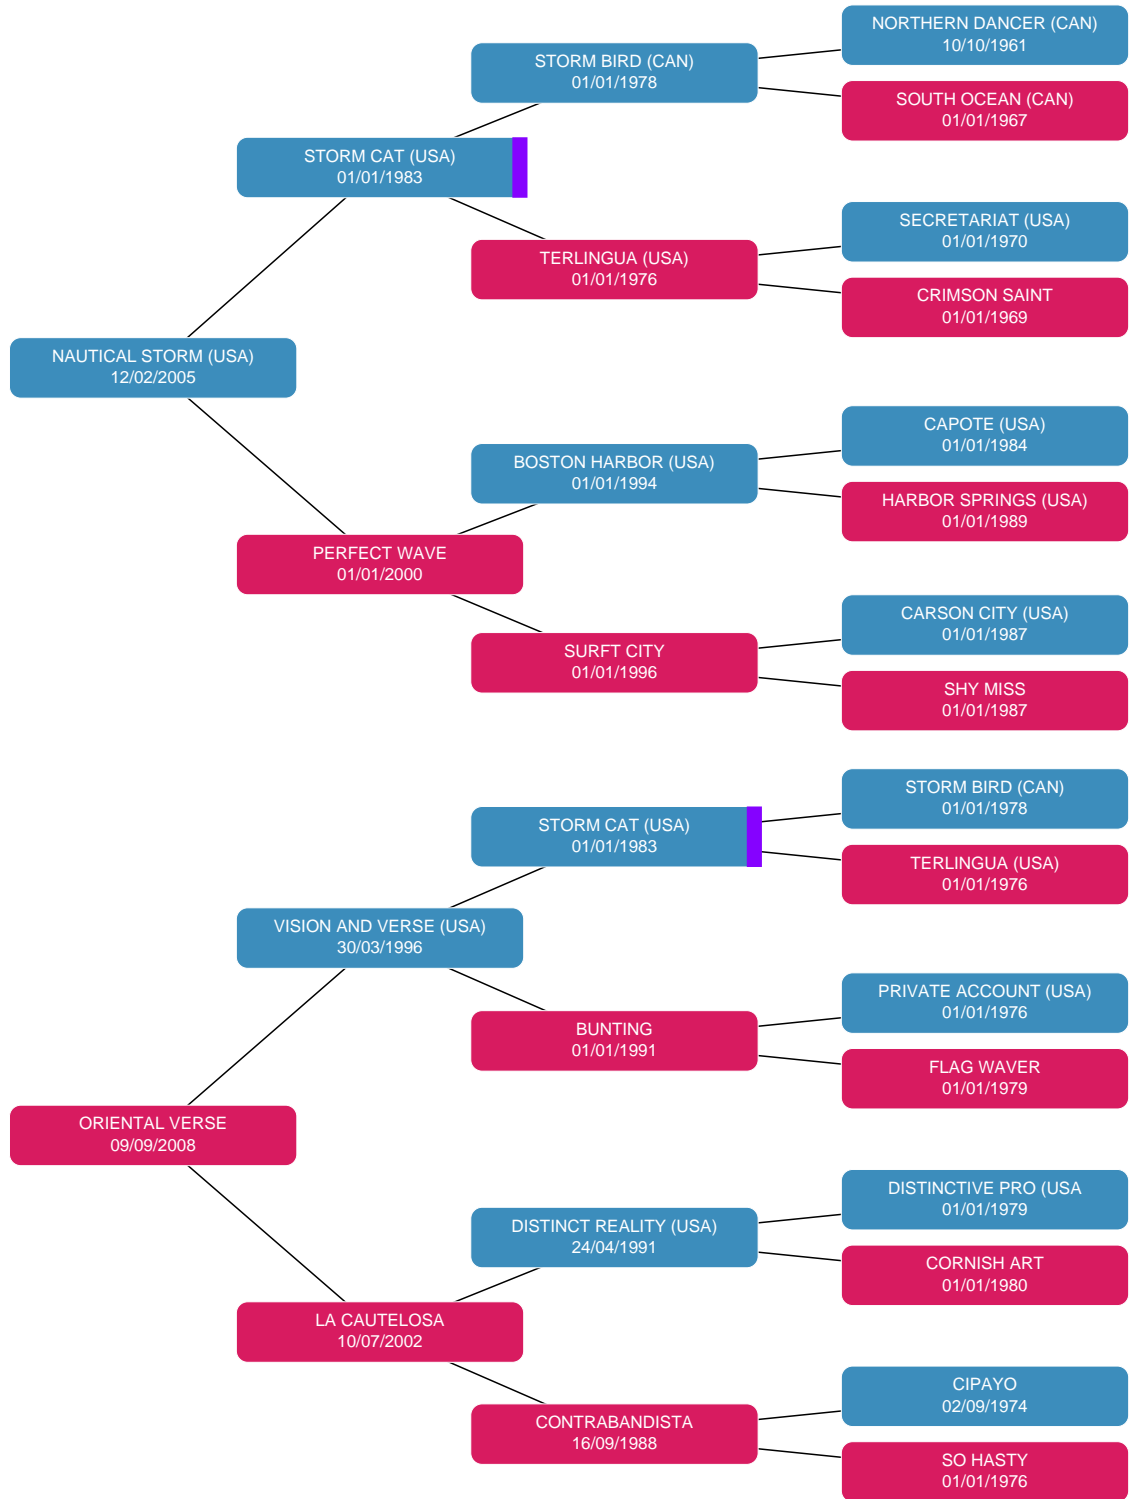 NORTHERN DANCER (CAN)
10/10/1961
STORM BIRD (CAN)
01/01/1978
SOUTH OCEAN (CAN)
01/01/1967
STORM CAT (USA)
01/01/1983
SECRETARIAT (USA)
01/01/1970
TERLINGUA (USA)
01/01/1976
CRIMSON SAINT
01/01/1969
NAUTICAL STORM (USA)
12/02/2005
CAPOTE (USA)
01/01/1984
BOSTON HARBOR (USA)
01/01/1994
HARBOR SPRINGS (USA)
01/01/1989
PERFECT WAVE
01/01/2000
CARSON CITY (USA)
01/01/1987
SURFT CITY
01/01/1996
SHY MISS
01/01/1987
STORM BIRD (CAN)
01/01/1978
STORM CAT (USA)
01/01/1983
TERLINGUA (USA)
01/01/1976
VISION AND VERSE (USA)
30/03/1996
PRIVATE ACCOUNT (USA)
01/01/1976
BUNTING
01/01/1991
FLAG WAVER
01/01/1979
ORIENTAL VERSE
09/09/2008
DISTINCTIVE PRO (USA
01/01/1979
DISTINCT REALITY (USA)
24/04/1991
CORNISH ART
01/01/1980
LA CAUTELOSA
10/07/2002
CIPAYO
02/09/1974
CONTRABANDISTA
16/09/1988
SO HASTY
01/01/1976